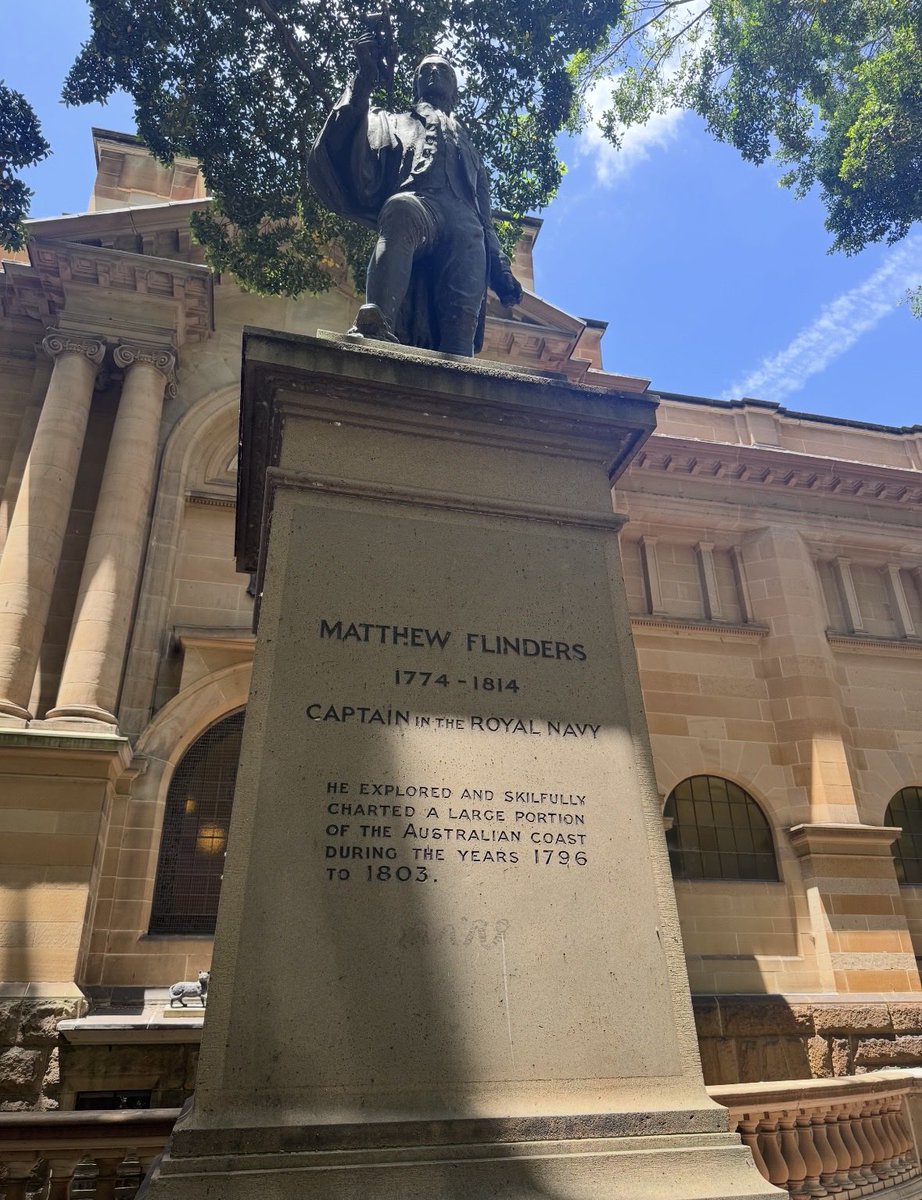 MATTHEW FLINDERS
1774 - 1814
CAPTAIN IN THE ROYAL NAVY
HE EXPLORED AND SKILFULLY
CHARTED A LARGE PORTION
OF THE AUSTRALIAN COAST
DURING THE YEARS 1796
TO 1803.